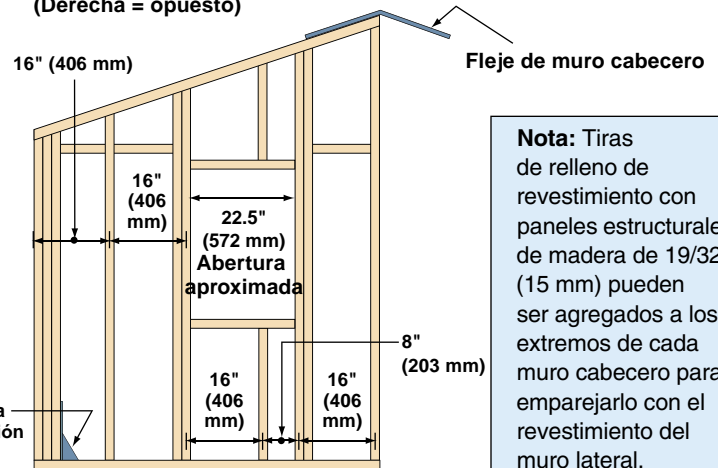 (Derecha = opuesto)
16" (406 mm)
Fleje de muro cabecero
16"
(406
mm)
22.5"
(572 mm)
Abertura
aproximada
8"
(203 mm)
16"
(406
mm)
16"
(406
mm)
Nota: Tiras
de relleno de
revestimiento con
paneles estructurale
de madera de 19/32
(15 mm) pueden
ser agregados a los
extremos de cada
muro cabecero para
emparejarlo con el
revestimiento del
muro lateral.